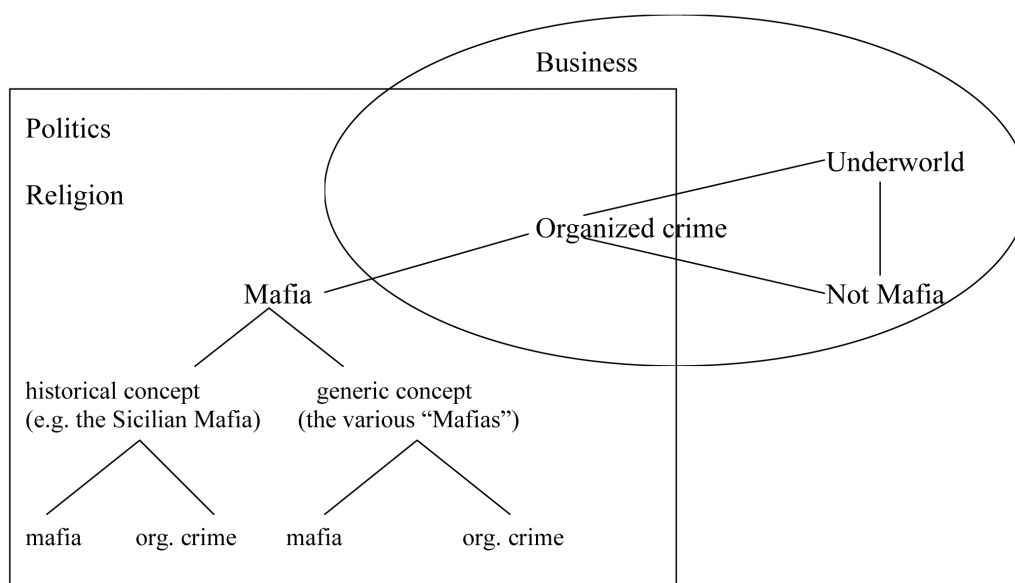 Business
Politics
Underworld
Religion
Organized crime
Mafia
Not Mafia
historical concept
(e.g. the Sicilian Mafia)
generic concept
(the various “Mafias”)
mafia
org. crime
mafia
org. crime